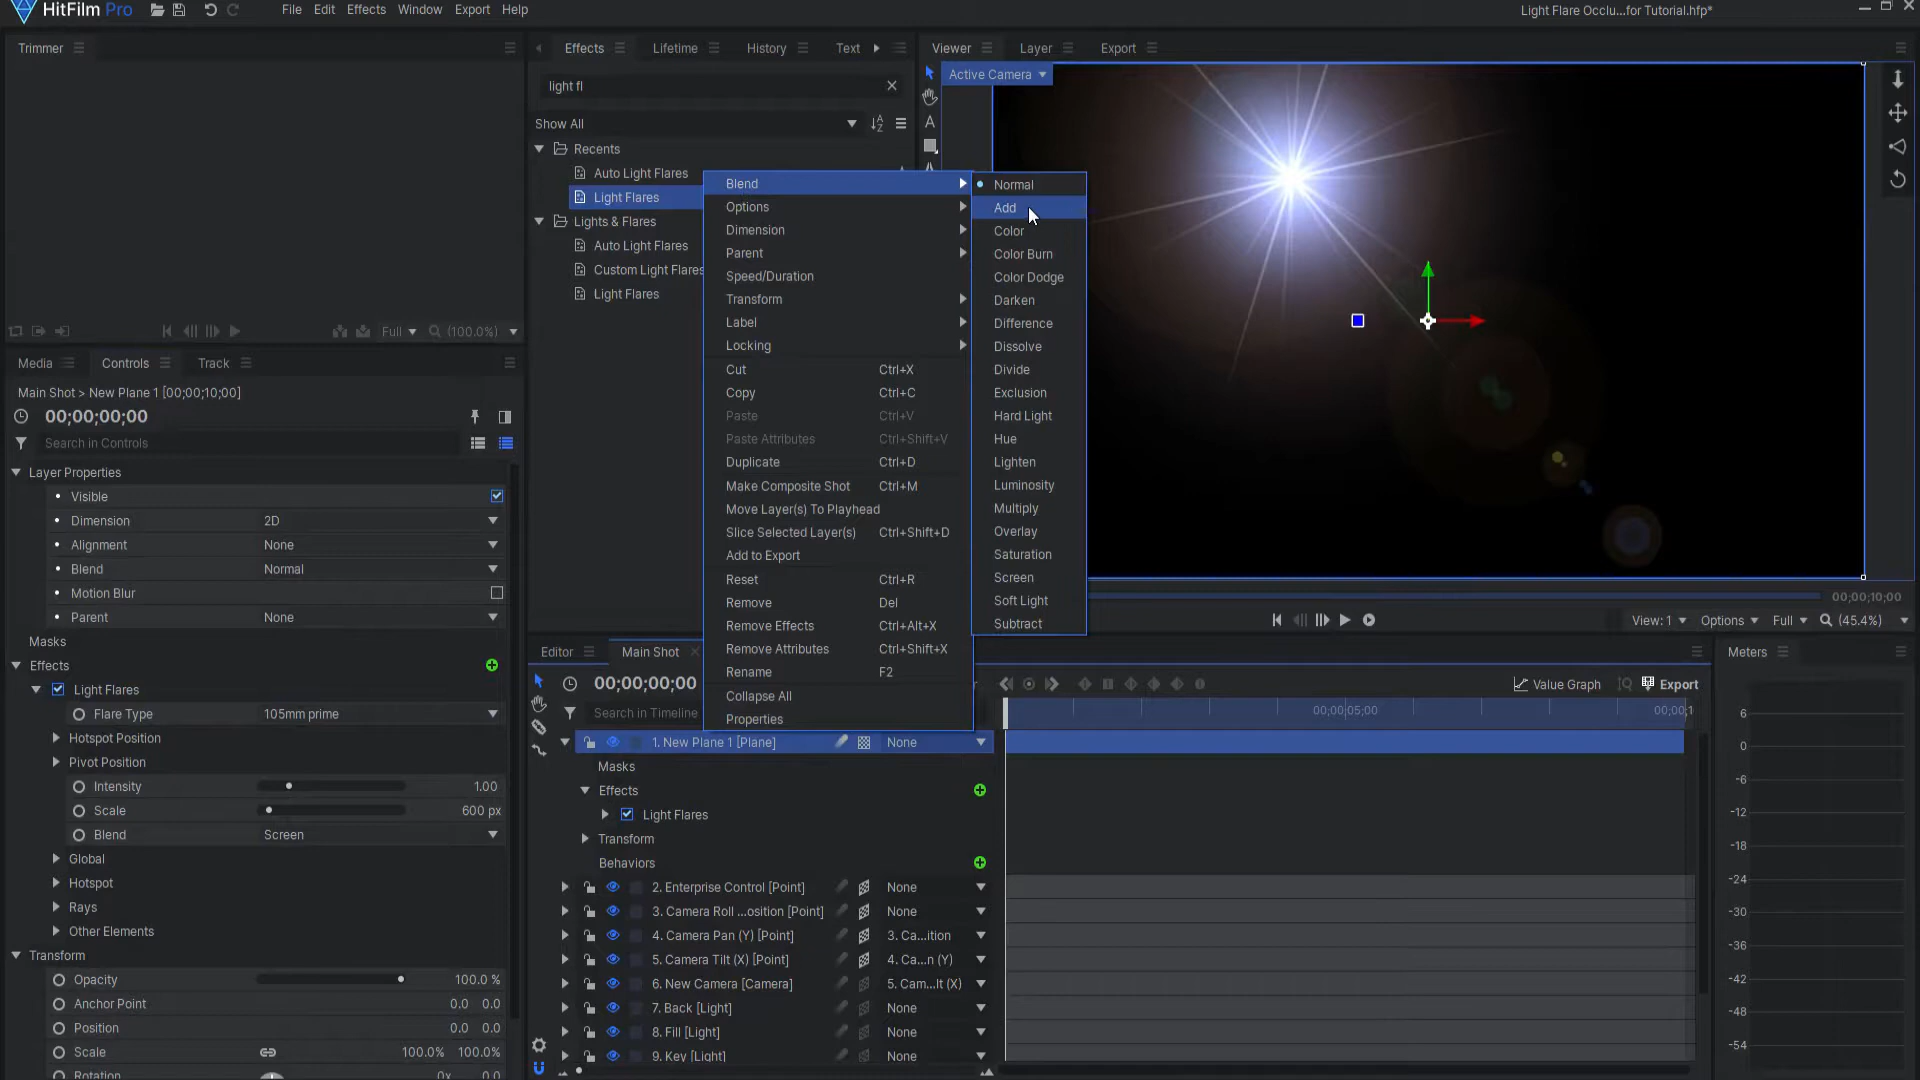 HitFilm Pro
File Edit Effects Window Export Help
Light Flare Occlu...for Tutorial.hfp*
Trimmer
Full (100.0%)
Effects Lifetime History Text
light fl
Show All
Recents
Auto Light Flares
Light Flares
Lights & Flares
Auto Light Flares
Custom Light Flares
Light Flares
Blend
Options
Dimension
Parent
Speed/Duration
Transform
Label
Locking
Cut Ctrl+X
Copy Ctrl+C
Paste Ctrl+V
Paste Attributes Ctrl+Shift+V
Duplicate Ctrl+D
Make Composite Shot Ctrl+M
Move Layer(s) To Playhead
Slice Selected Layer(s) Ctrl+Shift+D
Add to Export
Reset Ctrl+R
Remove Del
Remove Effects Ctrl+Alt+X
Remove Attributes Ctrl+Shift+X
Rename F2
Collapse All
Properties
Normal
Add
Color
Color Burn
Color Dodge
Darken
Difference
Dissolve
Divide
Exclusion
Hard Light
Hue
Lighten
Luminosity
Multiply
Overlay
Saturation
Screen
Soft Light
Subtract
Viewer Layer Export
Active Camera
A
00;00;10;00
View: 1 Options Full (45.4%)
Media Controls Track
Main Shot > New Plane 1 [00;00;10;00]
00;00;00;00
Search in Controls
Layer Properties
Visible
Dimension 2D
Alignment None
Blend Normal
Motion Blur
Parent None
Masks
Effects
Light Flares
Flare Type 105mm prime
Hotspot Position
Pivot Position
Intensity 1.00
Scale 600 px
Blend Screen
Global
Hotspot
Rays
Other Elements
Transform
Opacity 100.0 %
Anchor Point 0.0 0.0
Position 0.0 0.0
Scale 100.0% 100.0%
Rotation 0x 0.0
Editor Main Shot
00;00;00;00
Search in Timeline
Value Graph Export
00;00;05;00 00;00;1
1. New Plane 1 [Plane] None
Masks
Effects
Light Flares
Transform
Behaviors
2. Enterprise Control [Point] None
3. Camera Roll ...osition [Point] None
4. Camera Pan (Y) [Point] 3. Ca...ition
5. Camera Tilt (X) [Point] 4. Ca...n (Y)
6. New Camera [Camera] 5. Cam...lt (X)
7. Back [Light] None
8. Fill [Light] None
9. Key [Light] None
Meters
6
0
-6
-12
-18
-24
-30
-36
-42
-48
-54